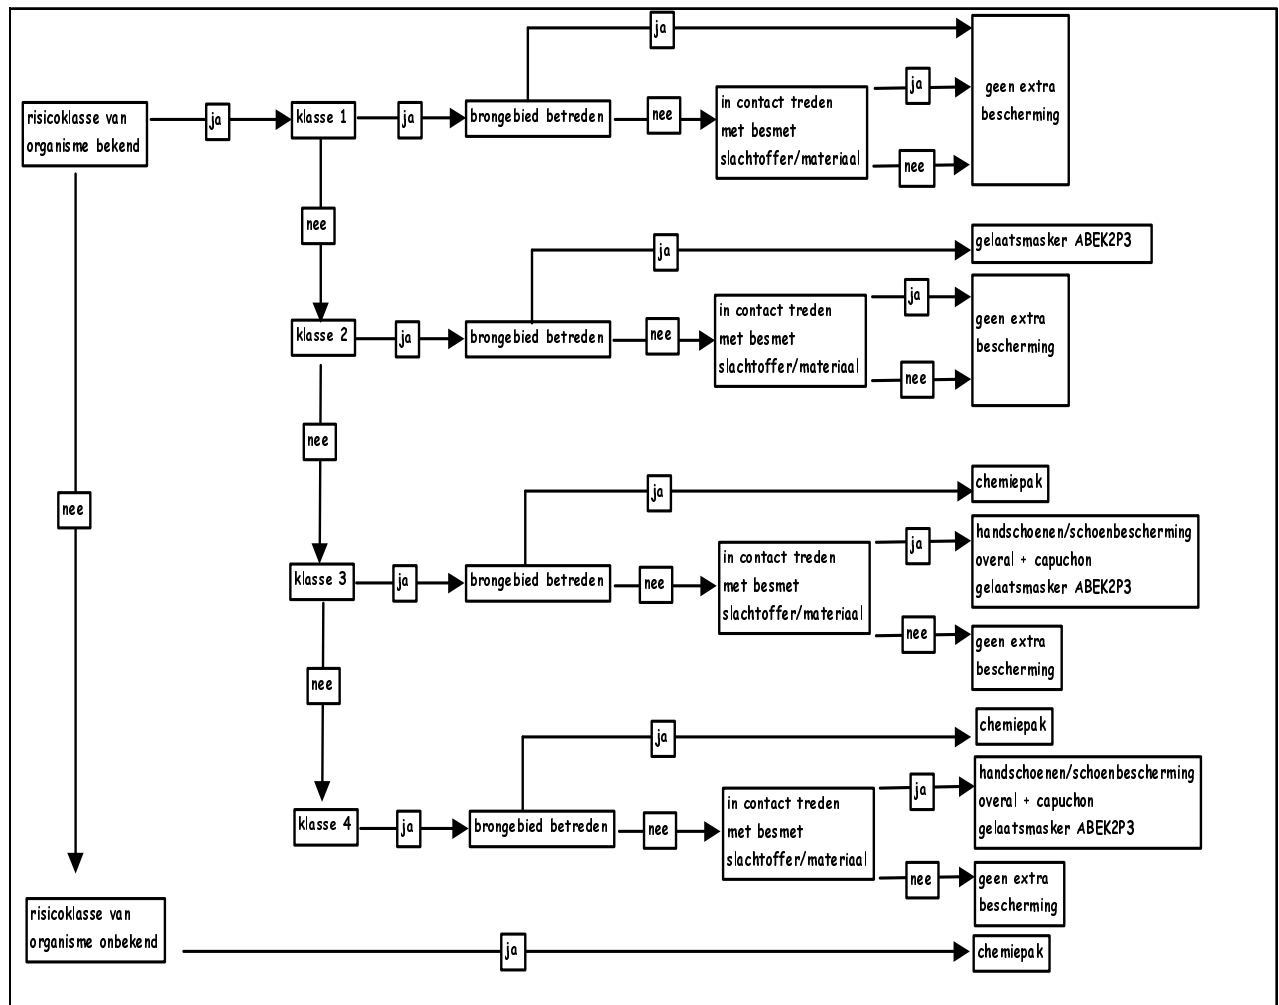 ja
risicoklasse van
organisme bekend
ja
klasse 1
ja
brongebied betreden
nee
in contact treden
met besmet
slachtoffer/materiaal
ja
nee
geen extra
bescherming
nee
ja
gelaatsmasker ABEK2P3
klasse 2
ja
brongebied betreden
nee
in contact treden
met besmet
slachtoffer/materiaal
ja
nee
geen extra
bescherming
nee
nee
ja
chemiepak
klasse 3
ja
brongebied betreden
nee
in contact treden
met besmet
slachtoffer/materiaal
ja
handschoenen/schoenbescherming
overal + capuchon
gelaatsmasker ABEK2P3
nee
geen extra
bescherming
nee
ja
chemiepak
klasse 4
ja
brongebied betreden
nee
in contact treden
met besmet
slachtoffer/materiaal
ja
handschoenen/schoenbescherming
overal + capuchon
gelaatsmasker ABEK2P3
nee
geen extra
bescherming
risicoklasse van
organisme onbekend
ja
chemiepak